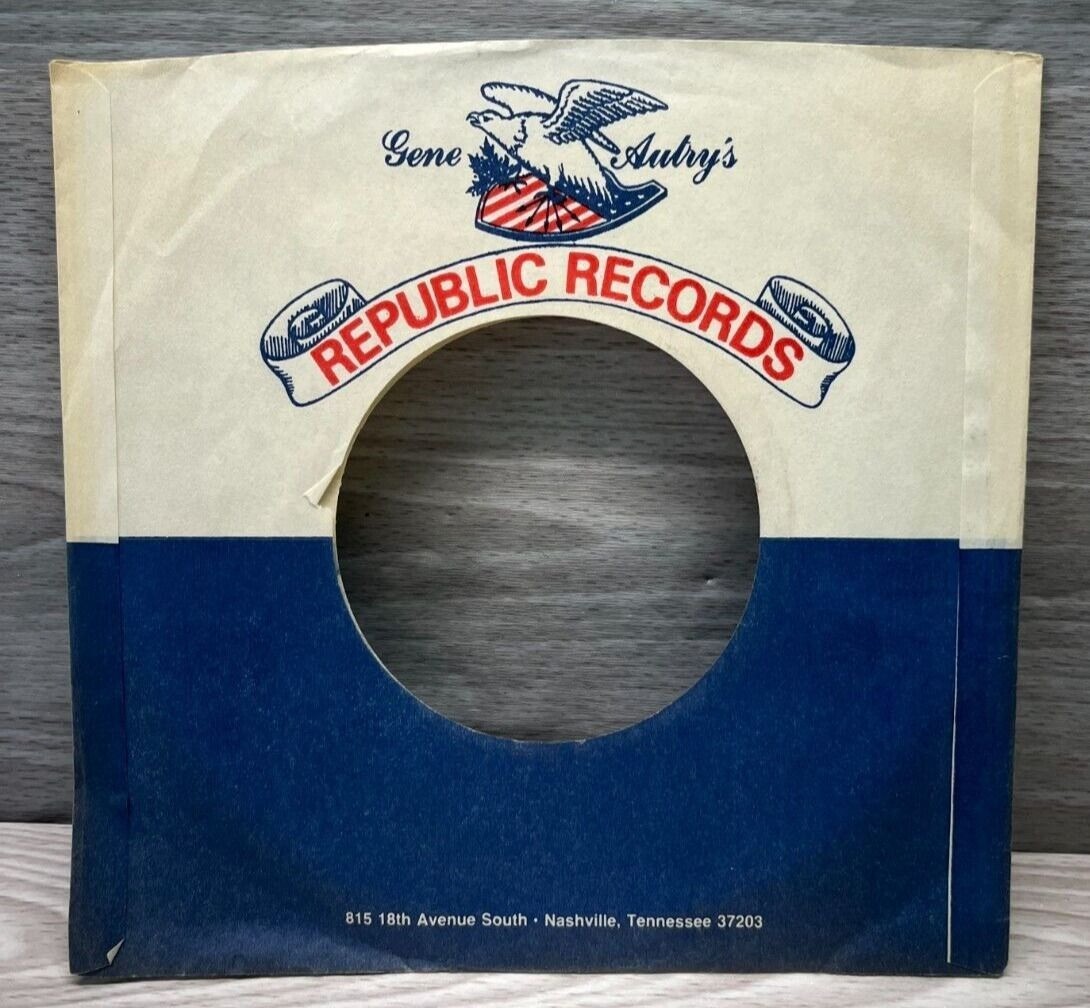 Gene Autry's
REPUBLIC RECORDS
815 18th Avenue South • Nashville, Tennessee 37203